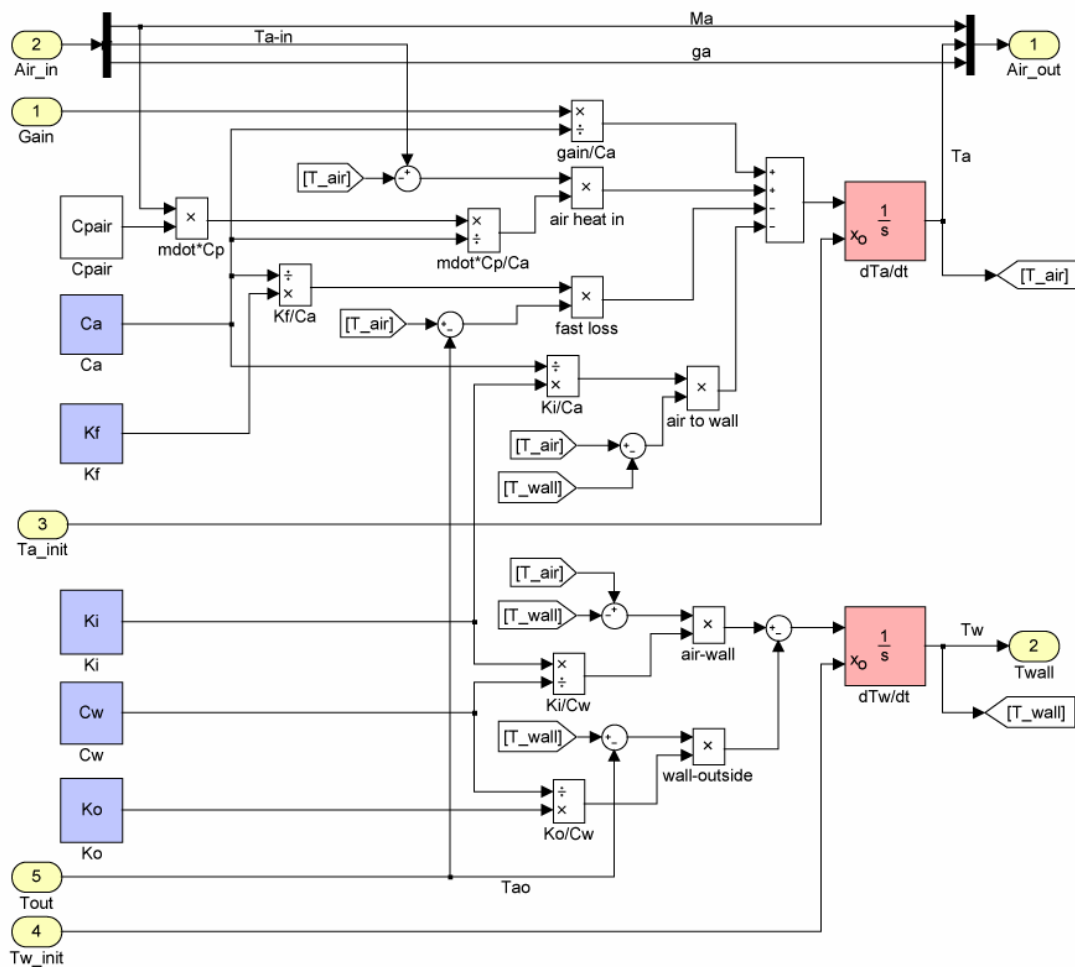 Ma
2
Ta-in
1
Air_in
ga
Air_out
1
×
÷
Gain
gain/Ca
Ta
[T_air]
- +
×
+
+
-
-
1
s
xo
air heat in
Cpair
×
×
÷
mdot*Cp
Cpair
mdot*Cp/Ca
dTa/dt
÷
×
[T_air]
×
Ca
Kf/Ca
[T_air]
+ -
fast loss
Ca
÷
×
×
Ki/Ca
air to wall
Kf
[T_air]
+ -
Kf
[T_wall]
3
Ta_init
[T_air]
Ki
[T_wall]
- +
×
+ -
1
s
xo
Tw
2
Ki
air-wall
Twall
×
÷
dTw/dt
Cw
Ki/Cw
[T_wall]
[T_wall]
+ -
×
Cw
wall-outside
÷
×
Ko
Ko/Cw
Ko
5
Tao
Tout
4
Tw_init